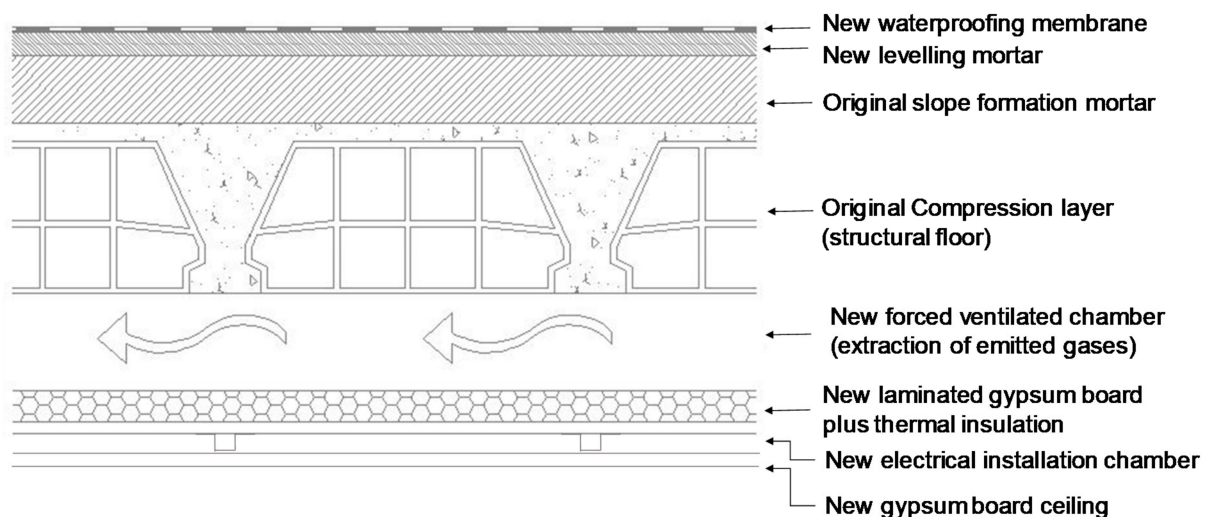 New waterproofing membrane
New levelling mortar
Original slope formation mortar
Original Compression layer
(structural floor)
New forced ventilated chamber
(extraction of emitted gases)
New laminated gypsum board
plus thermal insulation
New electrical installation chamber
New gypsum board ceiling